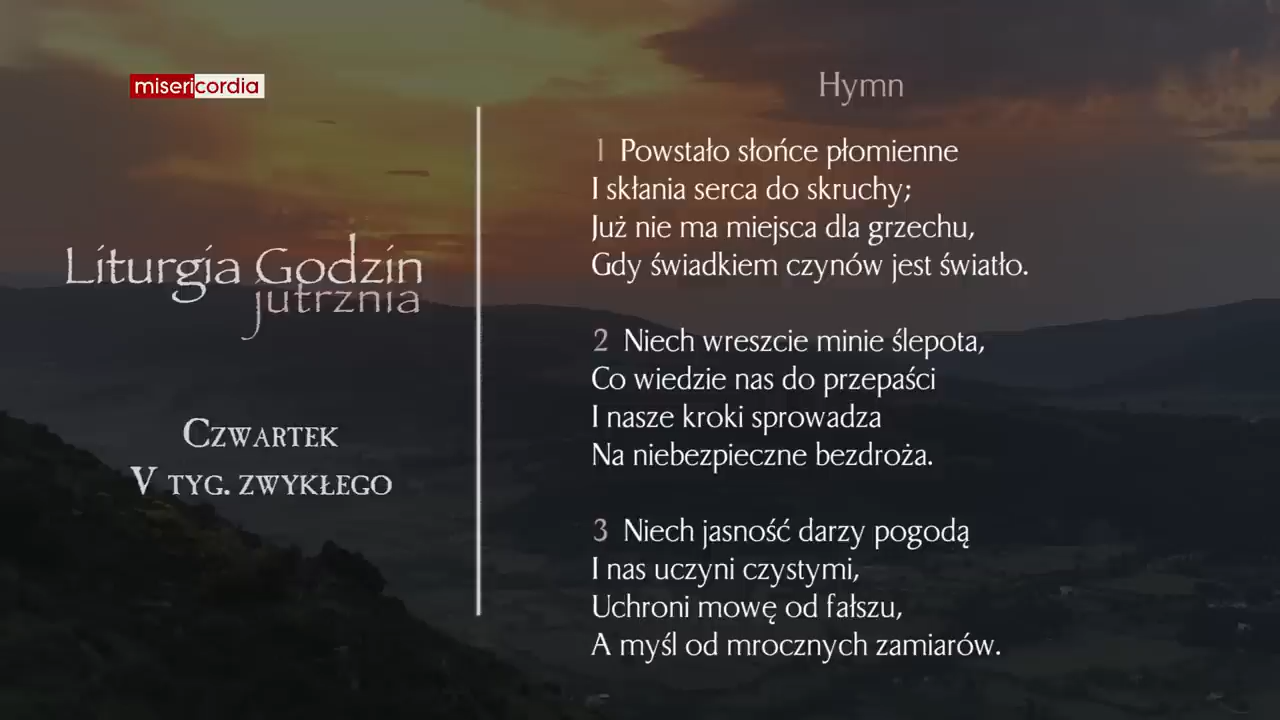 misericordia
Liturgia Godzin
jutrznia
Czwartek
V tyg. zwykłego
Hymn
1 Powstało słońce płomienne
I skłania serca do skruchy;
Już nie ma miejsca dla grzechu,
Gdy świadkiem czynów jest światło.
2 Niech wreszcie minie ślepota,
Co wiedzie nas do przepaści
I nasze kroki sprowadza
Na niebezpieczne bezdroża.
3 Niech jasność darzy pogodą
I nas uczyni czystymi,
Uchroni mowę od fałszu,
A myśl od mrocznych zamiarów.